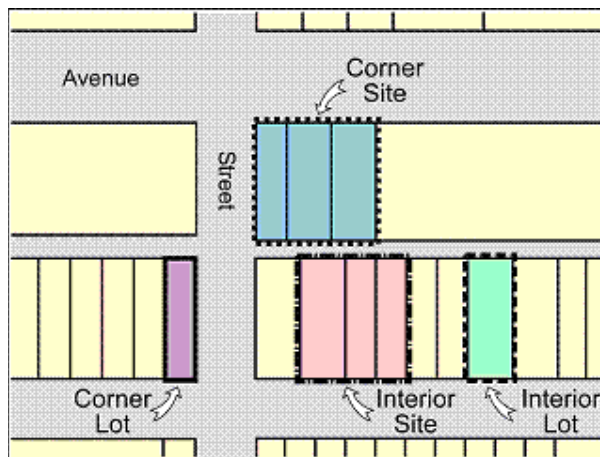 Avenue
Corner
Site
Street
Corner
Lot
Interior
Site
Interior
Lot